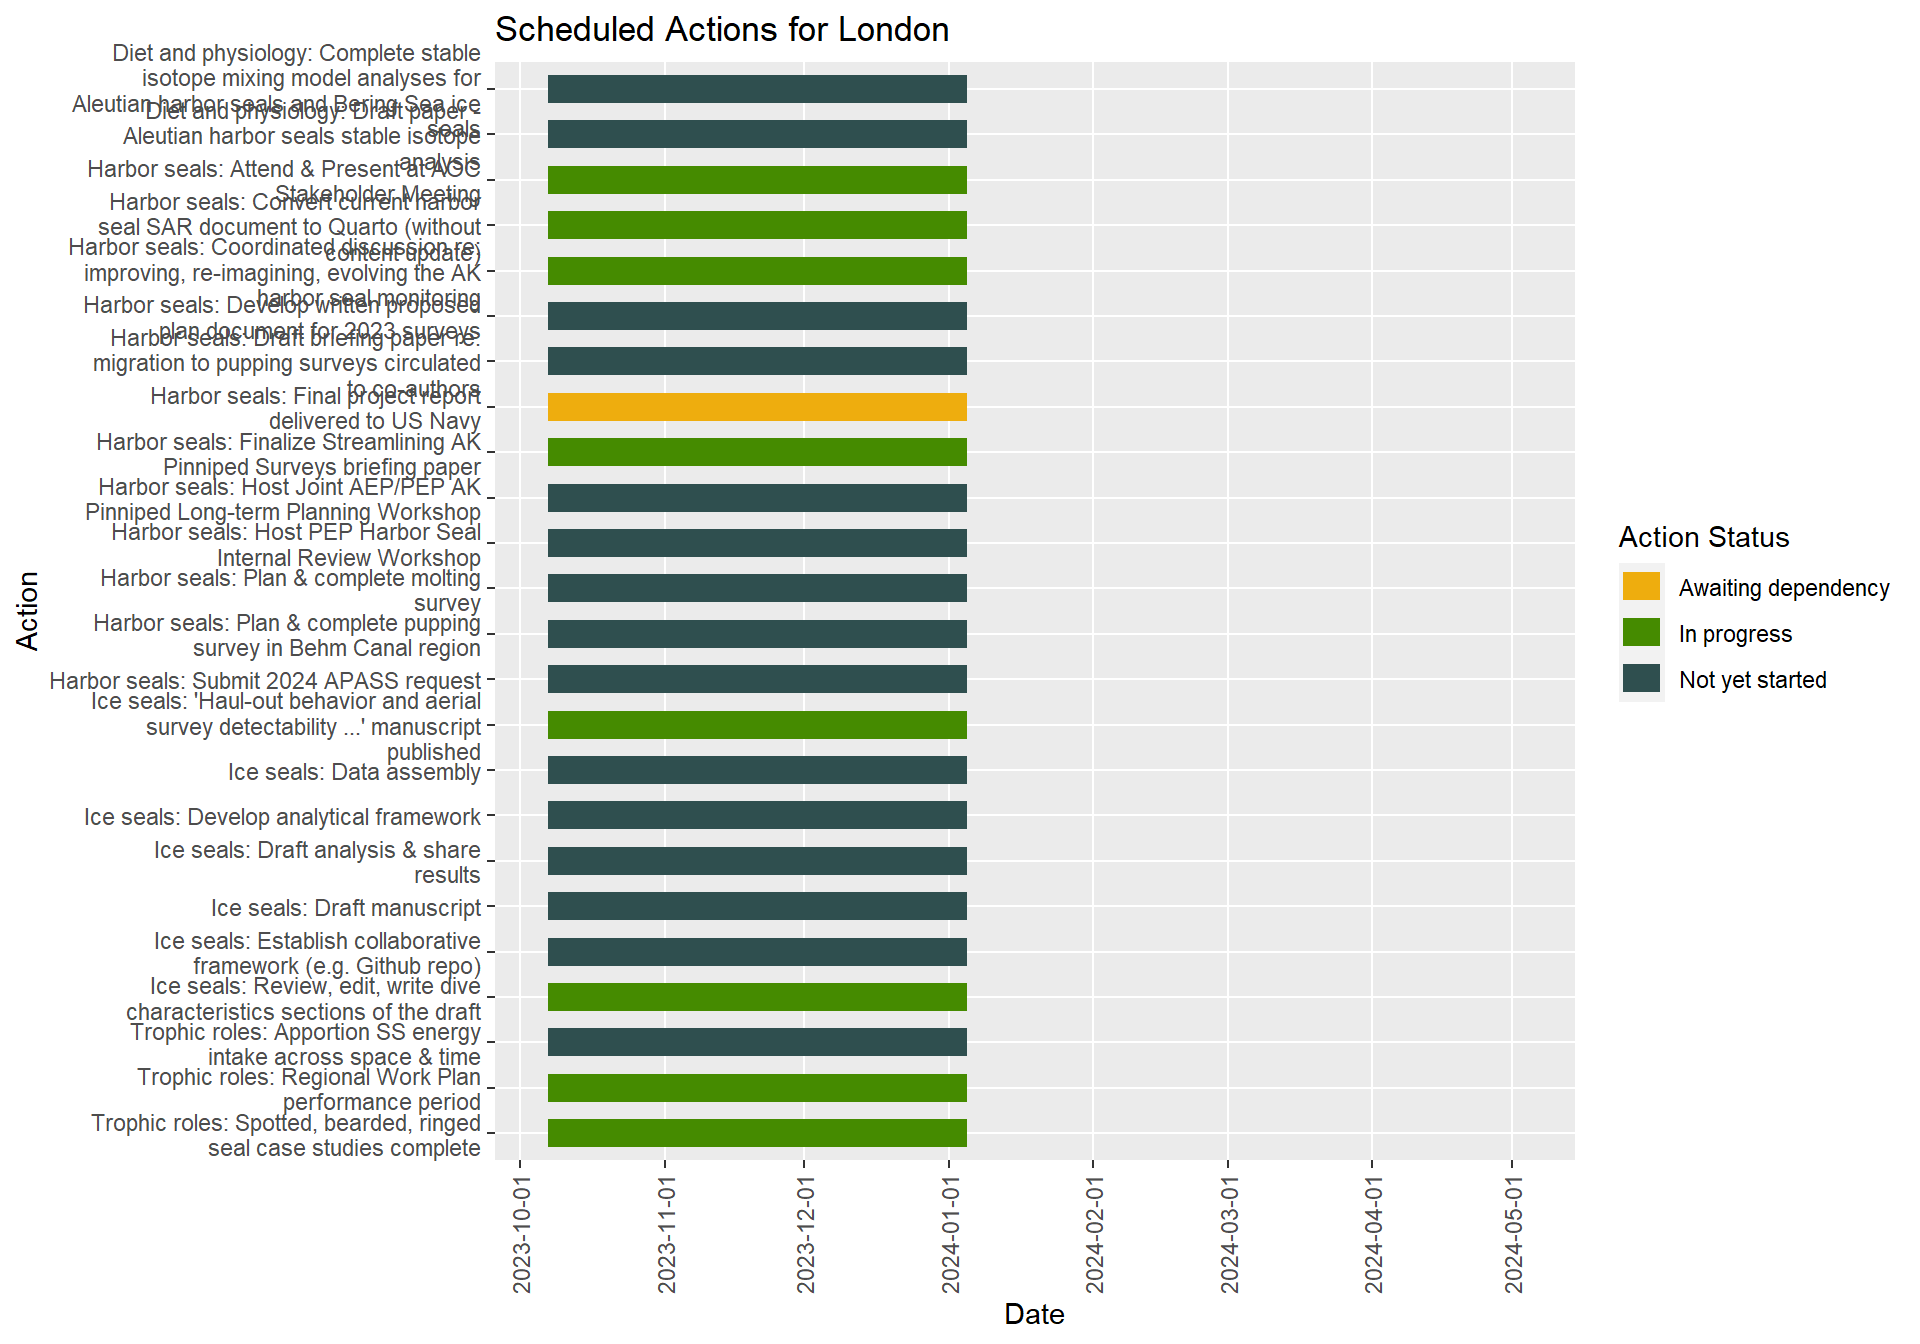 Scheduled Actions for London
Diet and physiology: Complete stable
isotope mixing model analyses for
Aleutian harbor seals and Bering Sea ice
seals
Diet and physiology: Draft paper -
Aleutian harbor seals stable isotope
analysis
Harbor seals: Attend & Present at AOC
Stakeholder Meeting
Harbor seals: Convert current harbor
seal SAR document to Quarto (without
content update)
Harbor seals: Coordinated discussion re:
improving, re-imagining, evolving the AK
harbor seal monitoring
Harbor seals: Develop written proposed
plan document for 2023 surveys
Harbor seals: Draft briefing paper re:
migration to pupping surveys circulated
to co-authors
Harbor seals: Final project report
delivered to US Navy
Harbor seals: Finalize Streamlining AK
Pinniped Surveys briefing paper
Harbor seals: Host Joint AEP/PEP AK
Pinniped Long-term Planning Workshop
Harbor seals: Host PEP Harbor Seal
Internal Review Workshop
Harbor seals: Plan & complete molting
survey
Harbor seals: Plan & complete pupping
survey in Behm Canal region
Harbor seals: Submit 2024 APASS request
Ice seals: 'Haul-out behavior and aerial
survey detectability ...' manuscript
published
Ice seals: Data assembly
Ice seals: Develop analytical framework
Ice seals: Draft analysis & share
results
Ice seals: Draft manuscript
Ice seals: Establish collaborative
framework (e.g. Github repo)
Ice seals: Review, edit, write dive
characteristics sections of the draft
Trophic roles: Apportion SS energy
intake across space & time
Trophic roles: Regional Work Plan
performance period
Trophic roles: Spotted, bearded, ringed
seal case studies complete
Action
2023-10-01
2023-11-01
2023-12-01
2024-01-01
2024-02-01
2024-03-01
2024-04-01
2024-05-01
Date
Action Status
Awaiting dependency
In progress
Not yet started